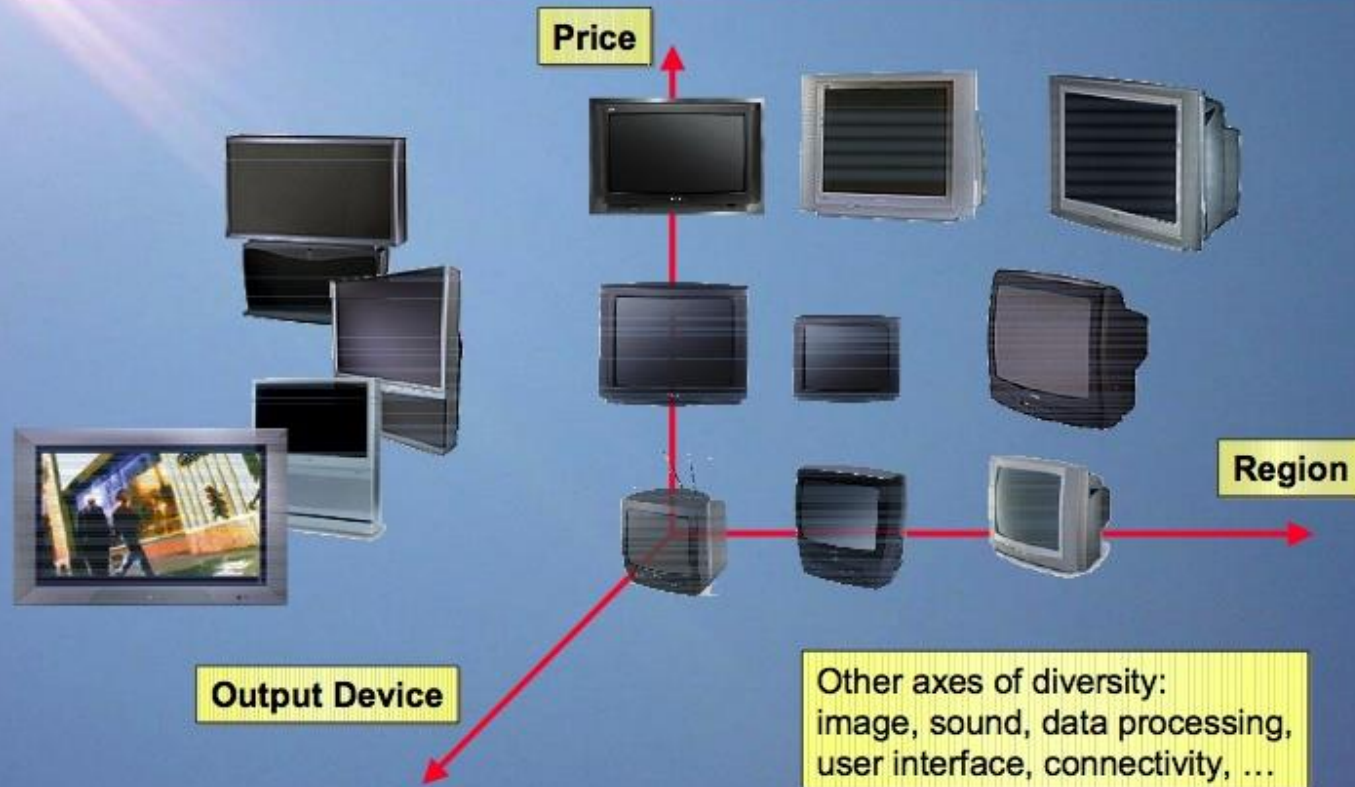 Price
Region
Output Device
Other axes of diversity:
image, sound, data processing,
user interface, connectivity, ...